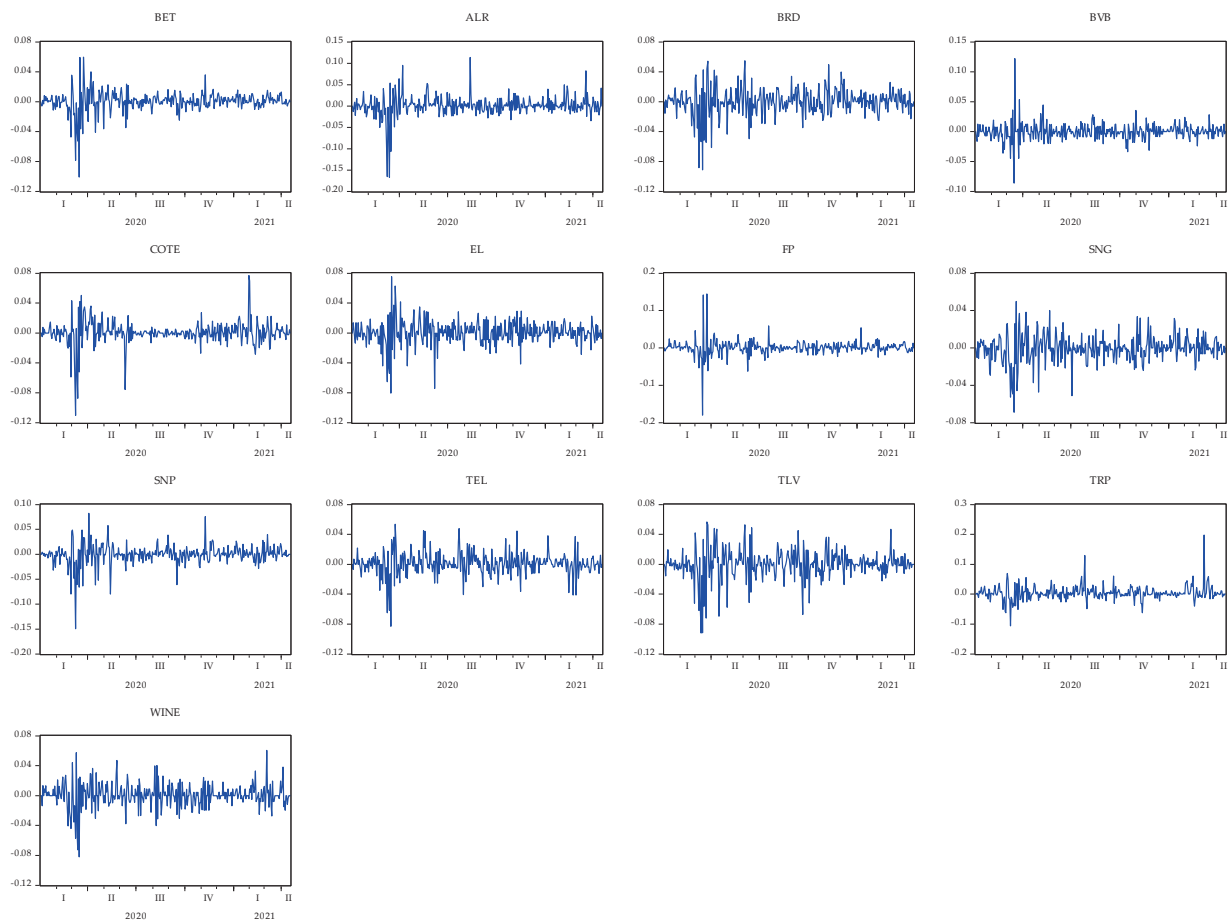 BET ALR BRD BVB
0.08 0.15 0.08 0.15
0.04 0.10 0.04 0.10
0.00 0.05 0.00 0.05
-0.04 0.00 -0.04 0.00
-0.08 -0.05 -0.08 -0.05
-0.12 -0.10 -0.12 -0.10
-0.15
-0.20
I II III IV I II I II III IV I II I II III IV I II I II III IV I II
2020 2021 2020 2021 2020 2021 2020 2021
COTE EL FP SNG
0.08 0.08 0.2 0.08
0.04 0.04 0.1 0.04
0.00 0.00 0.0 0.00
-0.04 -0.04 -0.1 -0.04
-0.08 -0.08 -0.2 -0.08
-0.12 -0.12
I II III IV I II I II III IV I II I II III IV I II I II III IV I II
2020 2021 2020 2021 2020 2021 2020 2021
SNP TEL TLV TRP
0.10 0.08 0.08 0.3
0.05 0.04 0.04 0.2
0.00 0.00 0.00 0.1
-0.05 -0.04 -0.04 0.0
-0.10 -0.08 -0.08 -0.1
-0.15 -0.12 -0.12 -0.2
-0.20
I II III IV I II I II III IV I II I II III IV I II I II III IV I II
2020 2021 2020 2021 2020 2021 2020 2021
WINE
0.08
0.04
0.00
-0.04
-0.08
-0.12
I II III IV I II
2020 2021